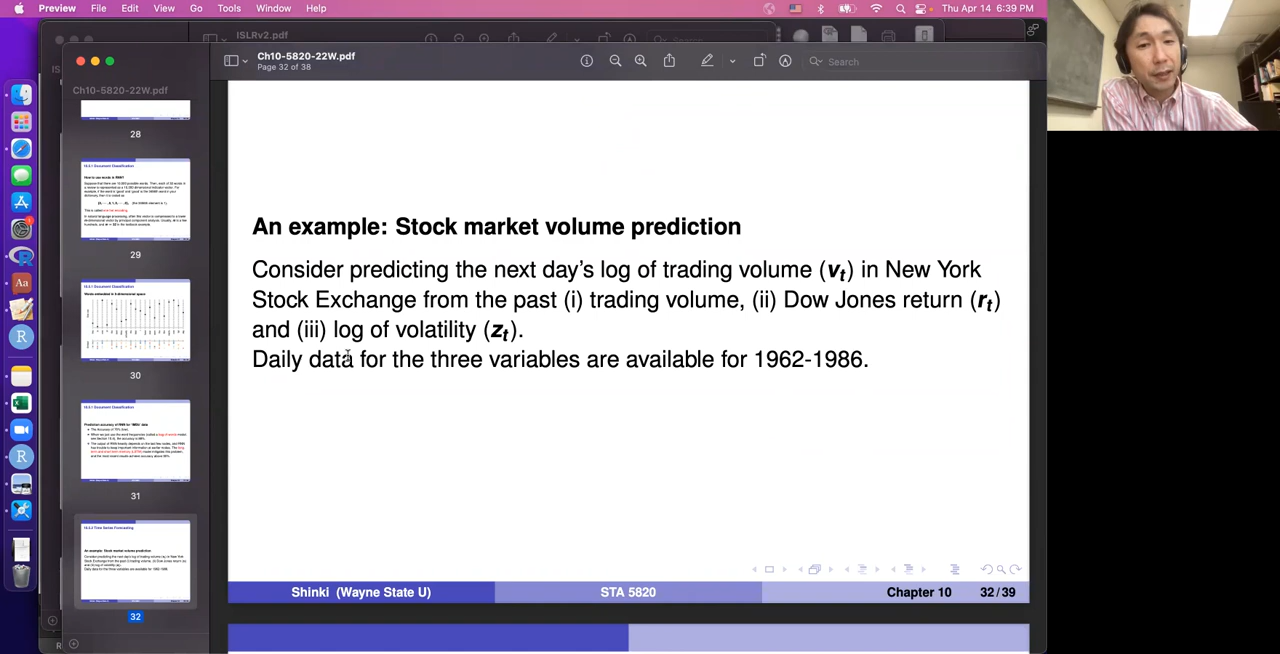 Preview File Edit View Go Tools Window Help Thu Apr 14 6:39 PM
ISLRv2.pdf
Ch10-5820-22W.pdf
Page 32 of 38
Search
Ch10-5820-22W.pdf
28
29
30
31
32
An example: Stock market volume prediction
Consider predicting the next day's log of trading volume (vt) in New York
Stock Exchange from the past (i) trading volume, (ii) Dow Jones return (rt)
and (iii) log of volatility (zt).
Daily data for the three variables are available for 1962-1986.
Shinki (Wayne State U) STA 5820 Chapter 10 32/39